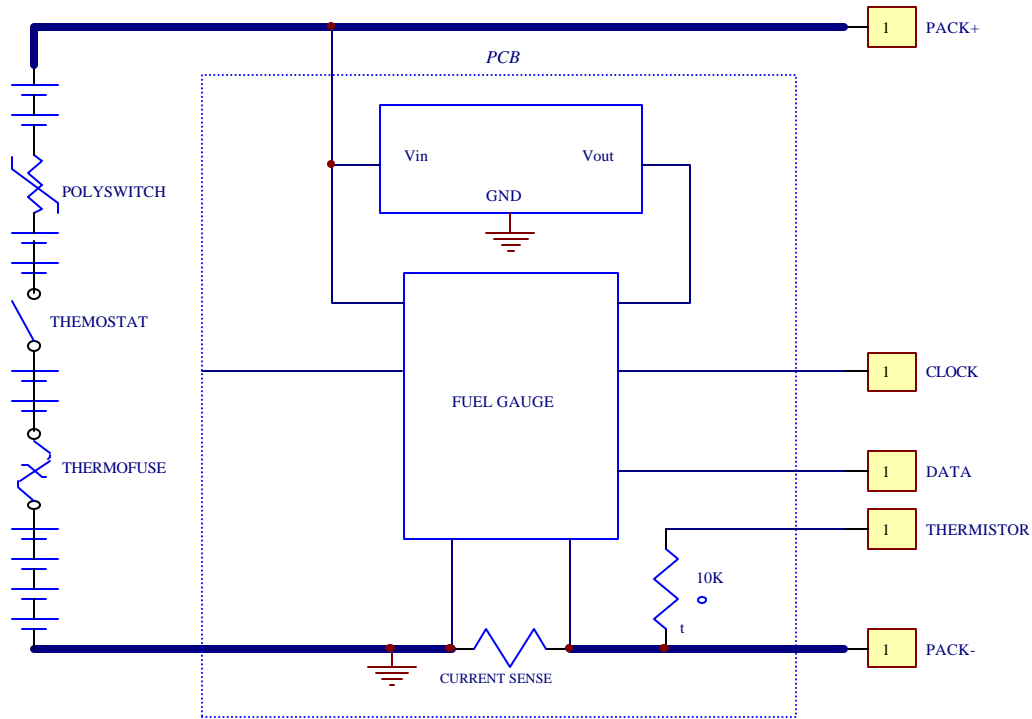 1 PACK+
PCB
Vin Vout
GND
POLYSWITCH
THEMOSTAT
1 CLOCK
FUEL GAUGE
THERMOFUSE
1 DATA
1 THERMISTOR
10K
o
t
1 PACK-
CURRENT SENSE